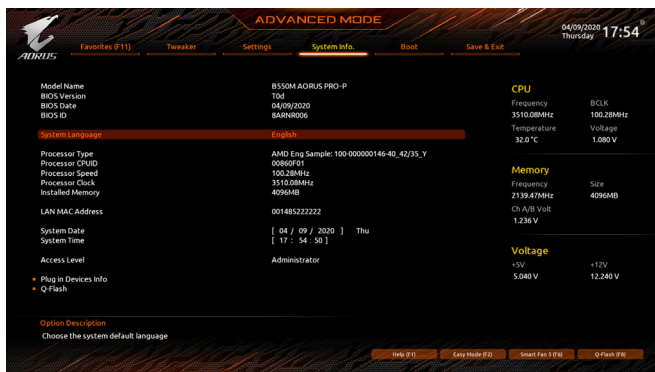 ADVANCED MODE
04/09/2020 Thursday 17:54
AORUS
Favorites (F11) Tweaker Settings System Info. Boot Save & Exit
Model Name B550M AORUS PRO-P
BIOS Version T0d
BIOS Date 04/09/2020
BIOS ID 8ARNR006
System Language English
Processor Type AMD Eng Sample: 100-000000146-40_42/35_Y
Processor CPUID 00860F01
Processor Speed 100.28MHz
Processor Clock 3510.08MHz
Installed Memory 4096MB
LAN MAC Address 001485222222
System Date [ 04 / 09 / 2020 ] Thu
System Time [ 17 : 54 : 50 ]
Access Level Administrator
Plug in Devices Info
Q-Flash
CPU
Frequency BCLK
3510.08MHz 100.28MHz
Temperature Voltage
32.0 °C 1.080 V
Memory
Frequency Size
2139.47MHz 4096MB
Ch A/B Volt
1.236 V
Voltage
+5V +12V
5.040 V 12.240 V
Option Description
Choose the system default language
Help (F1) Easy Mode (F2) Smart Fan 5 (F6) Q-Flash (F8)